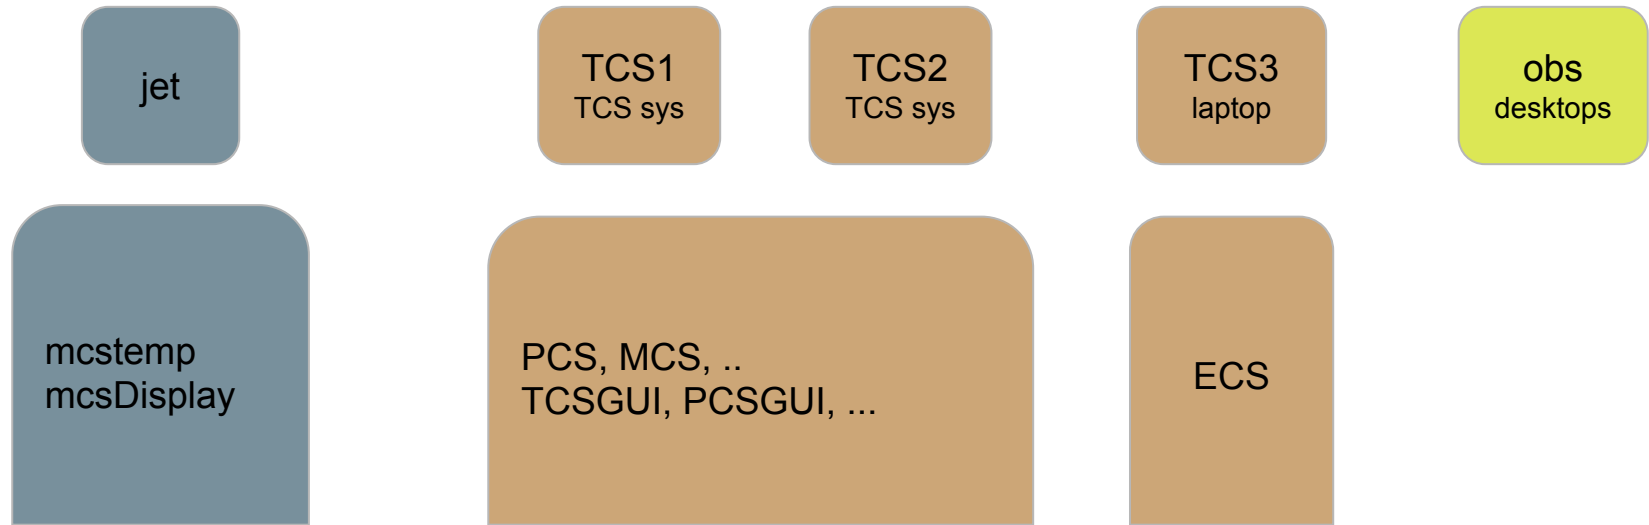 jet
TCS1
TCS sys
TCS2
TCS sys
TCS3
laptop
obs
desktops
mcstemp
mcsDisplay
PCS, MCS, ..
TCSGUI, PCSGUI, ...
ECS